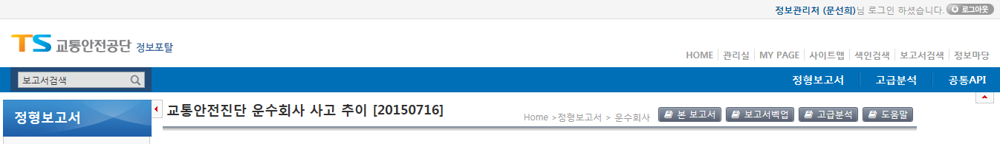 정보관리처 (문선희)님 로그인 하셨습니다. 로그아웃
TS 교통안전공단 정보포탈
HOME 관리실 MY PAGE 사이트맵 색인검색 보고서검색 정보마당
보고서검색 정형보고서 고급분석 공통API
정형보고서 교통안전진단 운수회사 사고 추이 [20150716]
Home >정형보고서 > 운수회사 본 보고서 보고서백업 고급분석 도움말